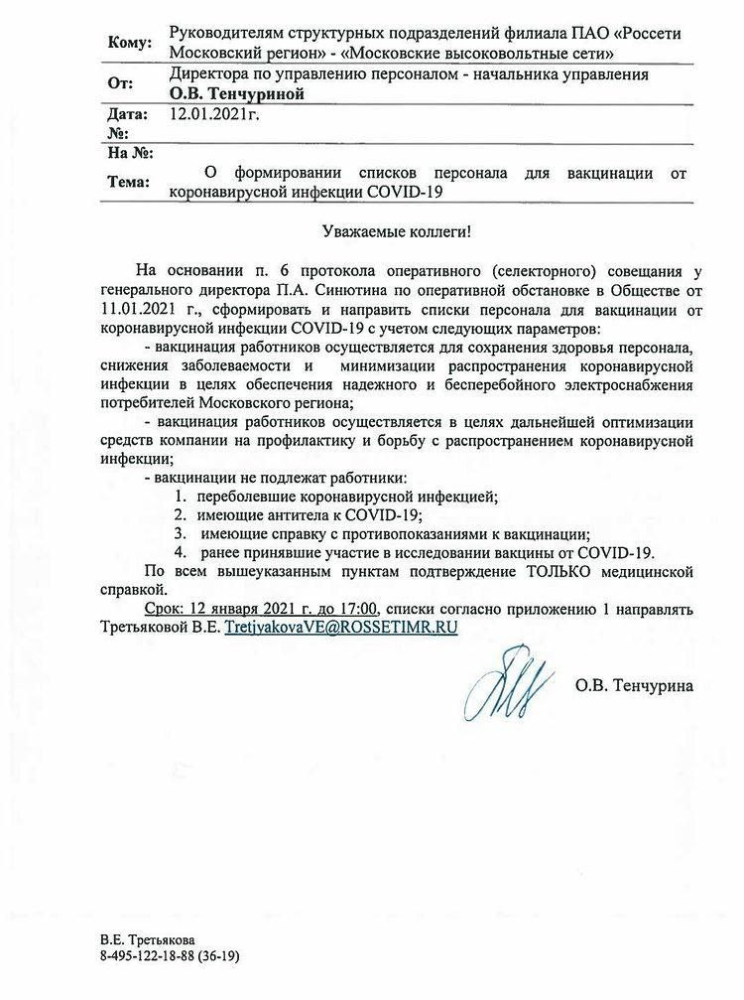 Кому: Руководителям структурных подразделений филиала ПАО «Россети
Московский регион» - «Московские высоковольтные сети»
От: Директора по управлению персоналом - начальника управления
О.В. Тенчуриной
Дата: 12.01.2021г.
№:
На №:
Тема: О формировании списков персонала для вакцинации от
коронавирусной инфекции COVID-19
Уважаемые коллеги!
На основании п. 6 протокола оперативного (селекторного) совещания у
генерального директора П.А. Синютина по оперативной обстановке в Обществе от
11.01.2021 г., сформировать и направить списки персонала для вакцинации от
коронавирусной инфекции COVID-19 с учетом следующих параметров:
- вакцинация работников осуществляется для сохранения здоровья персонала,
снижения заболеваемости и минимизации распространения коронавирусной
инфекции в целях обеспечения надежного и бесперебойного электроснабжения
потребителей Московского региона;
- вакцинация работников осуществляется в целях дальнейшей оптимизации
средств компании на профилактику и борьбу с распространением коронавирусной
инфекции;
- вакцинации не подлежат работники:
1. переболевшие коронавирусной инфекцией;
2. имеющие антитела к COVID-19;
3. имеющие справку с противопоказаниями к вакцинации;
4. ранее принявшие участие в исследовании вакцины от COVID-19.
По всем вышеуказанным пунктам подтверждение ТОЛЬКО медицинской
справкой.
Срок: 12 января 2021 г. до 17:00, списки согласно приложению 1 направлять
Третьяковой В.Е. TretjyakovaVE@ROSSETIMR.RU
О.В. Тенчурина
В.Е. Третьякова
8-495-122-18-88 (36-19)